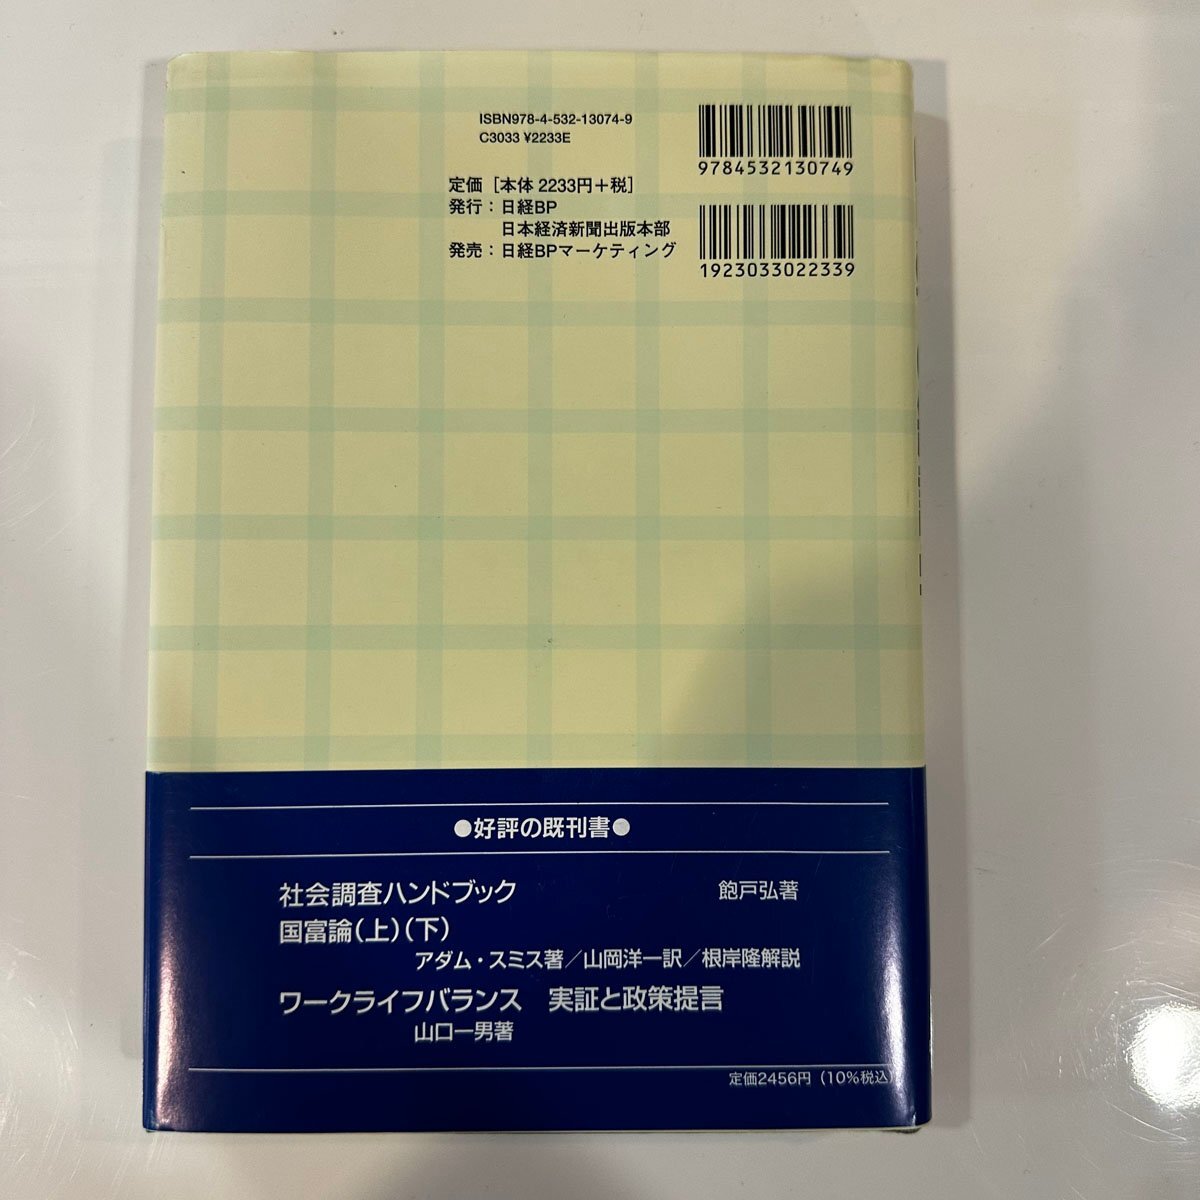 ISBN978-4-532-13074-9
C3033 ¥2233E
9784532130749
定価[本体 2233円＋税]
発行：日経BP
日本経済新聞出版本部
発売：日経BPマーケティング
1923033022339
●好評の既刊書●
社会調査ハンドブック 飽戸弘著
国富論(上)(下)
アダム・スミス著／山岡洋一訳／根岸隆解説
ワークライフバランス 実証と政策提言
山口一男著
定価2456円（10%税込）